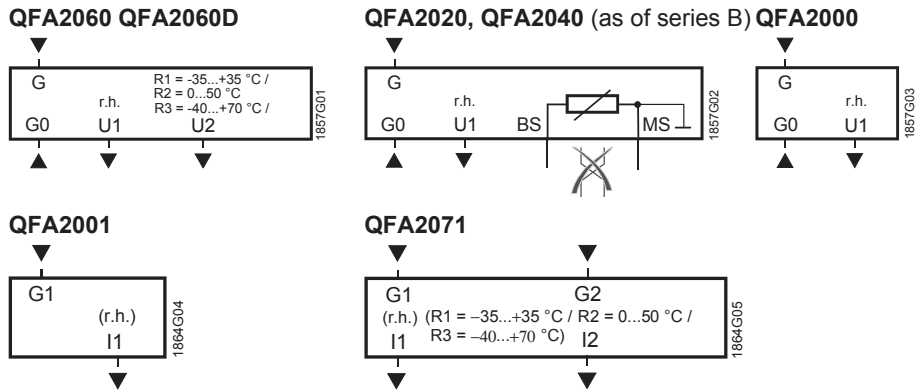 QFA2060 QFA2060D
QFA2020, QFA2040 (as of series B) QFA2000
G
R1 = -35...+35 °C /
R2 = 0...50 °C
R3 = -40...+70 °C /
r.h.
G0 U1 U2
1857G01
G
r.h.
G0 U1 BS MS
1857G02
G
r.h.
G0 U1
1857G03
QFA2001
QFA2071
G1
(r.h.)
I1
1864G04
G1 G2
(r.h.) (R1 = –35...+35 °C / R2 = 0...50 °C /
R3 = –40...+70 °C)
I1 I2
1864G05